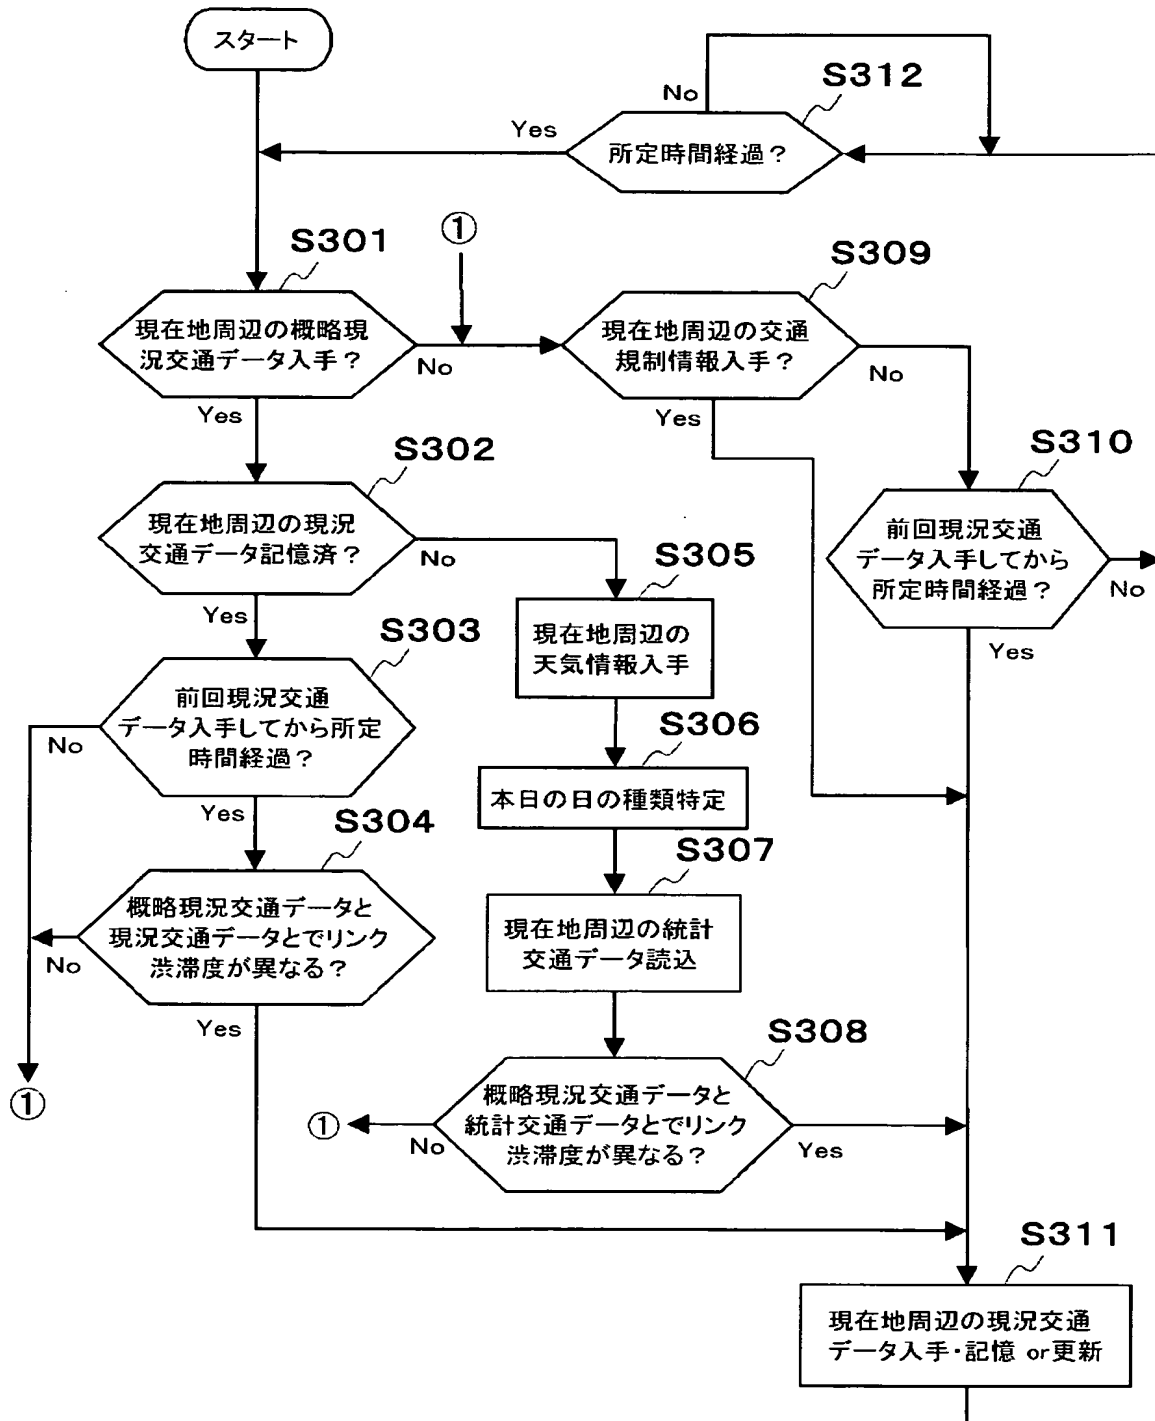 スタート
S312
No
Yes
所定時間経過？
①
S301
S309
現在地周辺の概略現
況交通データ入手？
No
Yes
現在地周辺の交通
規制情報入手？
No
Yes
S302
S310
現在地周辺の現況
交通データ記憶済？
No
Yes
前回現況交通
データ入手してから
所定時間経過？
No
Yes
S305
現在地周辺の
天気情報入手
S303
前回現況交通
データ入手してから所定
時間経過？
No
Yes
S306
本日の日の種類特定
S304
S307
概略現況交通データと
現況交通データとでリンク
渋滞度が異なる？
No
Yes
現在地周辺の統計
交通データ読込
①
S308
概略現況交通データと
統計交通データとでリンク
渋滞度が異なる？
①
No
Yes
S311
現在地周辺の現況交通
データ入手・記憶 or更新